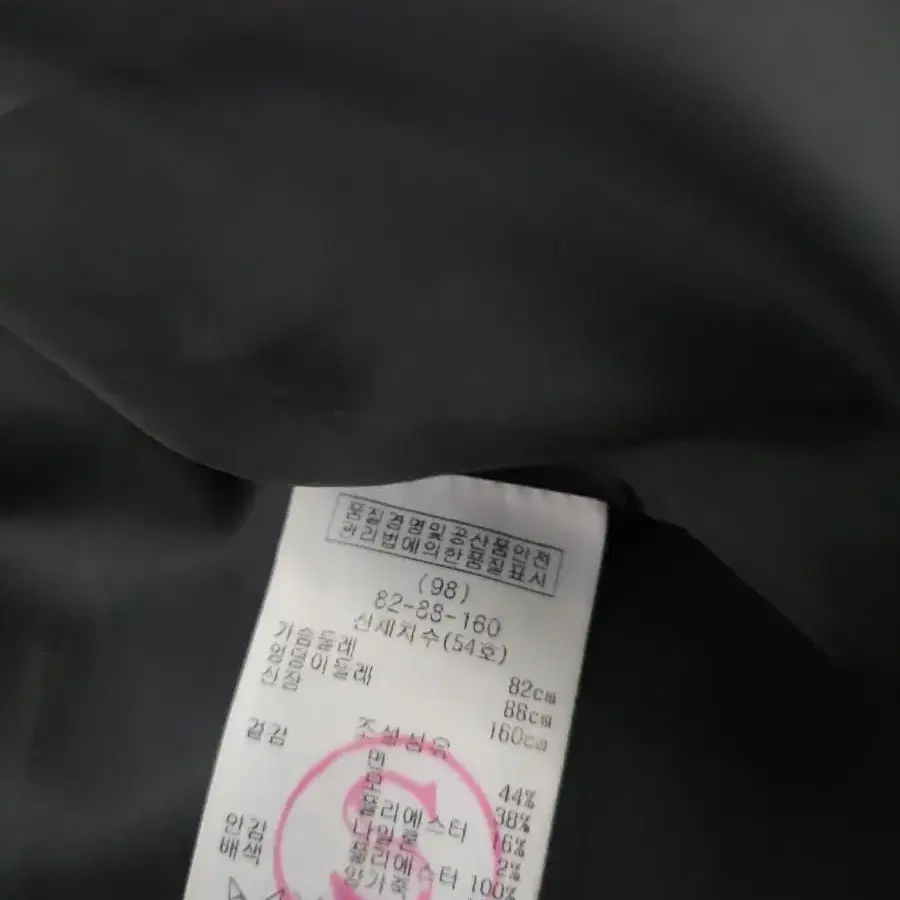 품질경영및공산품안전
관리법에의한품질표시
(98)
82-88-160
신체치수(54호)
가슴둘레 82cm
엉덩이둘레 88cm
신장 160cm
겉감 조성섬유
면 44%
38%
폴리에스터 16%
나일론 2%
안감 폴리에스터 100%
배색 양가죽
S